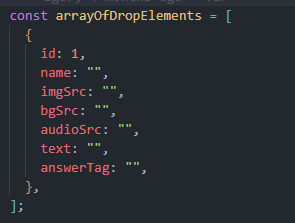 const arrayOfDropElements = [
{
id: 1,
name: "",
imgSrc: "",
bgSrc: "",
audioSrc: "",
text: "",
answerTag: "",
},
];